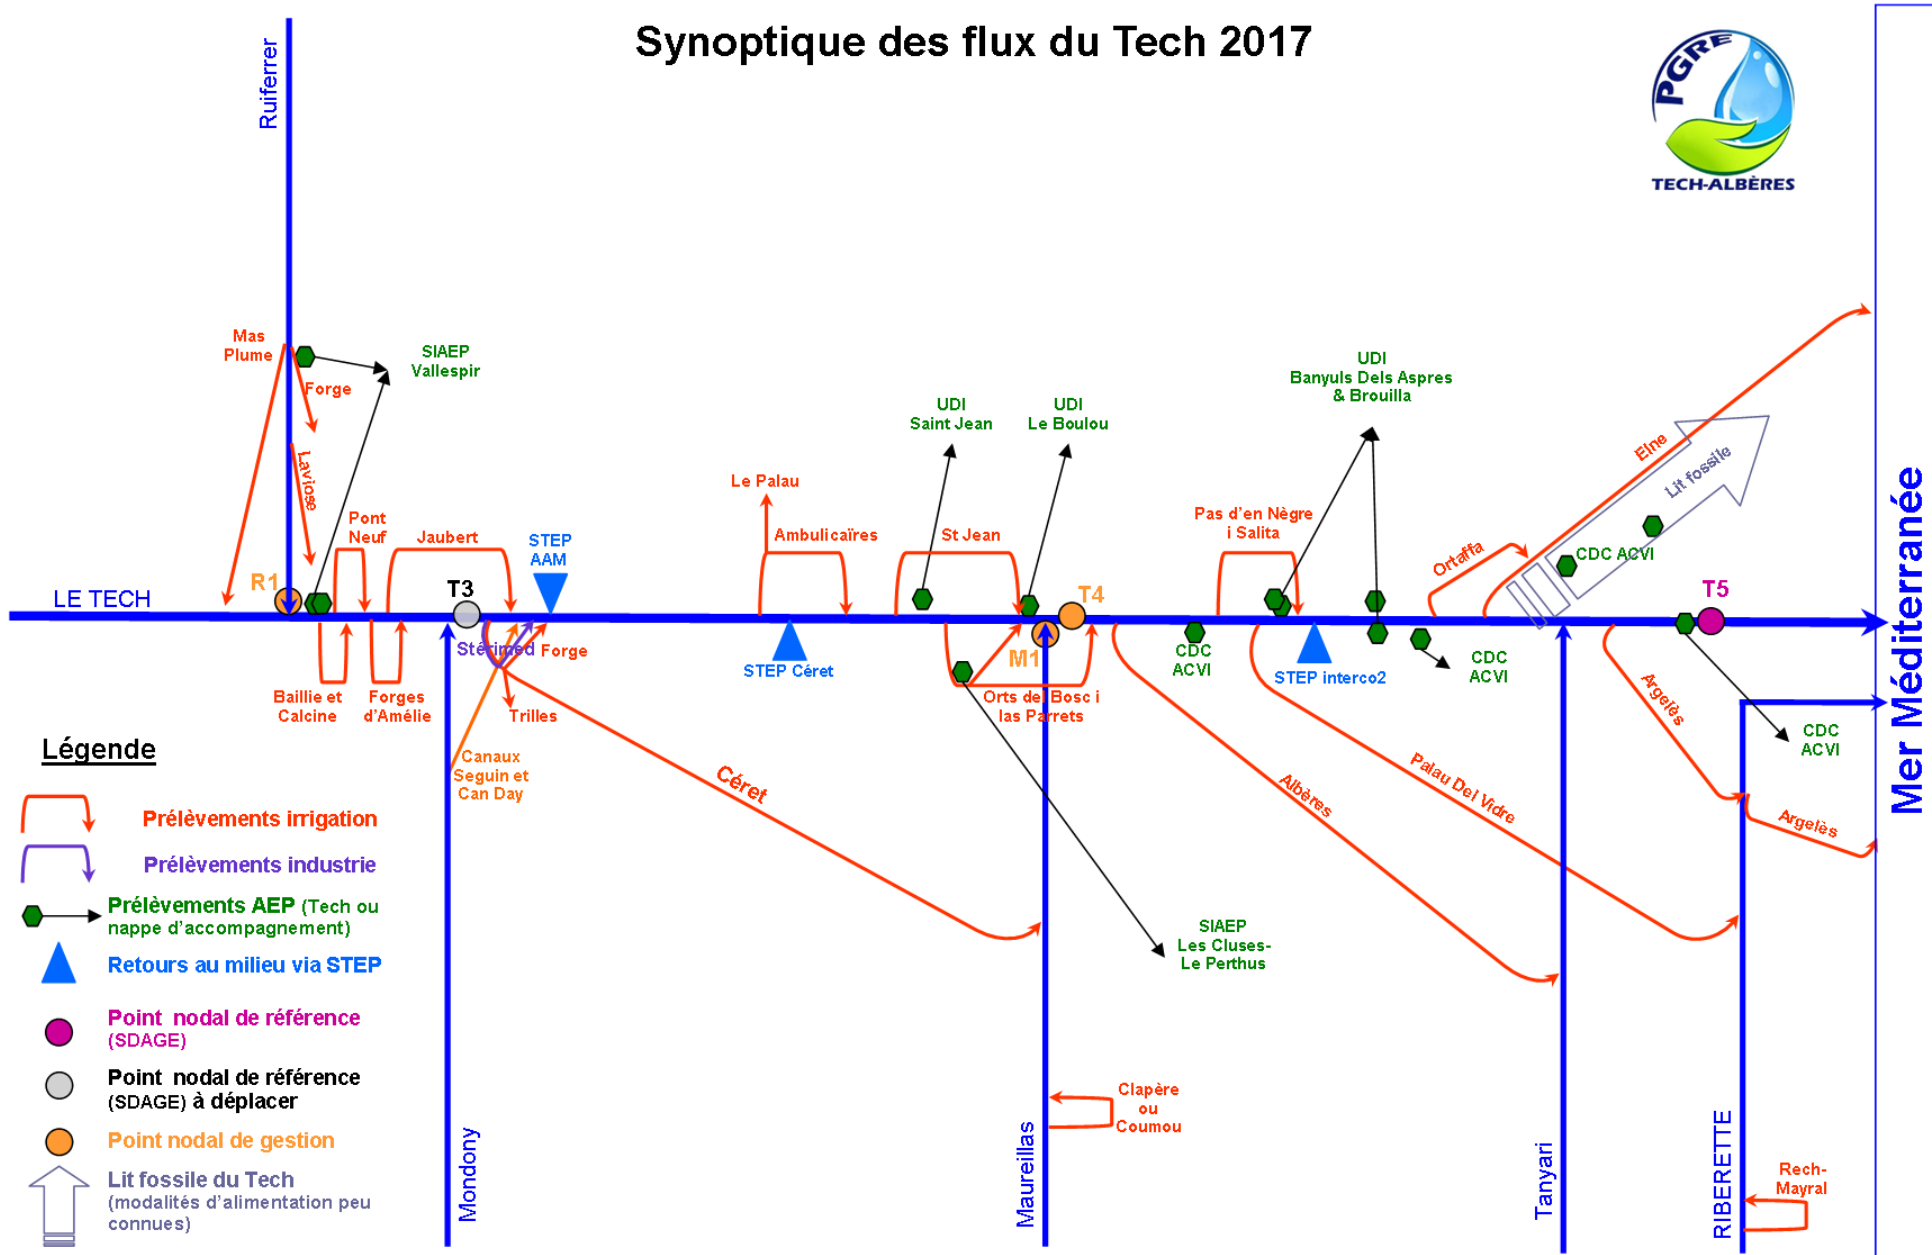 Synoptique des flux du Tech 2017
PGRE
TECH-ALBÈRES
Ruiferrer
Mas
Plume
Forge
SIAEP
Vallespir
Laviose
Pont
Neuf
Jaubert
R1
LE TECH
T3
STEP
AAM
Stérimed
Forge
Trilles
Baillie et
Calcine
Forges
d'Amélie
Canaux
Seguin et
Can Day
Céret
Mondony
Le Palau
Ambulicaïres
STEP Céret
UDI
Saint Jean
UDI
Le Boulou
St Jean
T4
M1
Orts del Bosc i
las Parrets
SIAEP
Les Cluses-
Le Perthus
Clapère
ou
Coumou
Maureillas
UDI
Banyuls Dels Aspres
& Brouilla
Pas d'en Nègre
i Salita
CDC
ACVI
STEP interco2
CDC
ACVI
Albères
Palau Del Vidre
Ortaffa
Elne
Lit fossile
CDC ACVI
T5
Argelès
CDC
ACVI
Argelès
Tanyari
RIBERETTE
Rech-
Mayral
Mer Méditerranée
Légende
Prélèvements irrigation
Prélèvements industrie
Prélèvements AEP (Tech ou
nappe d'accompagnement)
Retours au milieu via STEP
Point nodal de référence
(SDAGE)
Point nodal de référence
(SDAGE) à déplacer
Point nodal de gestion
Lit fossile du Tech
(modalités d'alimentation peu
connues)